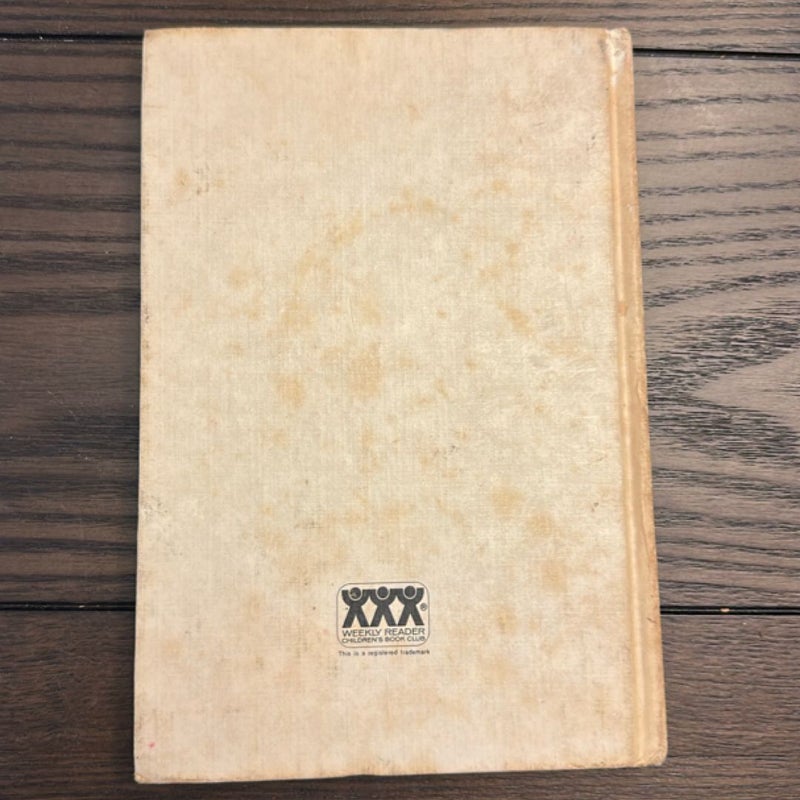 WEEKLY READER®
CHILDREN'S BOOK CLUB
This is a registered trademark